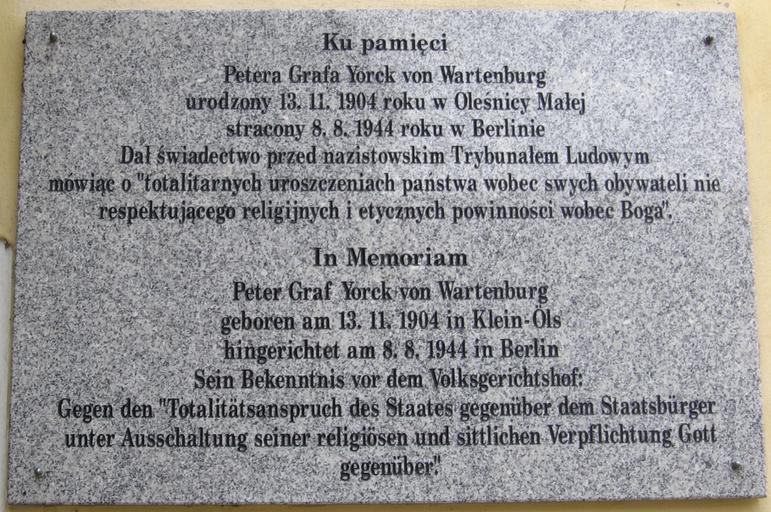 Ku pamięci
Petera Grafa Yorck von Wartenburg
urodzony 13. 11. 1904 roku w Oleśnicy Małej
stracony 8. 8. 1944 roku w Berlinie
Dał świadectwo przed nazistowskim Trybunałem Ludowym
mówiąc o "totalitarnych uroszczeniach państwa wobec swych obywateli nie
respektującego religijnych i etycznych powinności wobec Boga".
In Memoriam
Peter Graf Yorck von Wartenburg
geboren am 13. 11. 1904 in Klein-Öls
hingerichtet am 8. 8. 1944 in Berlin
Sein Bekenntnis vor dem Volksgerichtshof:
Gegen den "Totalitätsanspruch des Staates gegenüber dem Staatsbürger
unter Ausschaltung seiner religiösen und sittlichen Verpflichtung Gott
gegenüber".